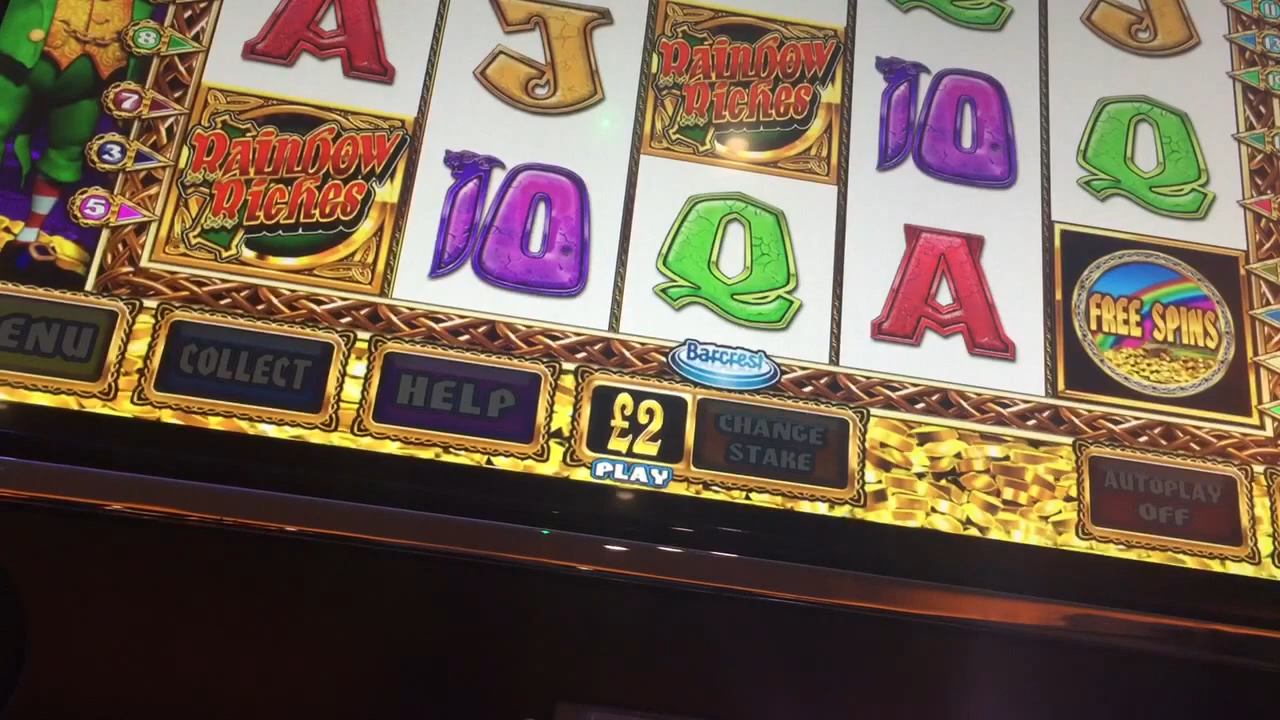 A
J
8
7
3
5
RAINBOW
RICHES
10
RAINBOW
RICHES
Q
10
A
Q
FREE SPINS
ENU
COLLECT
HELP
Barcrest
£2
PLAY
CHANGE
STAKE
AUTOPLAY
OFF